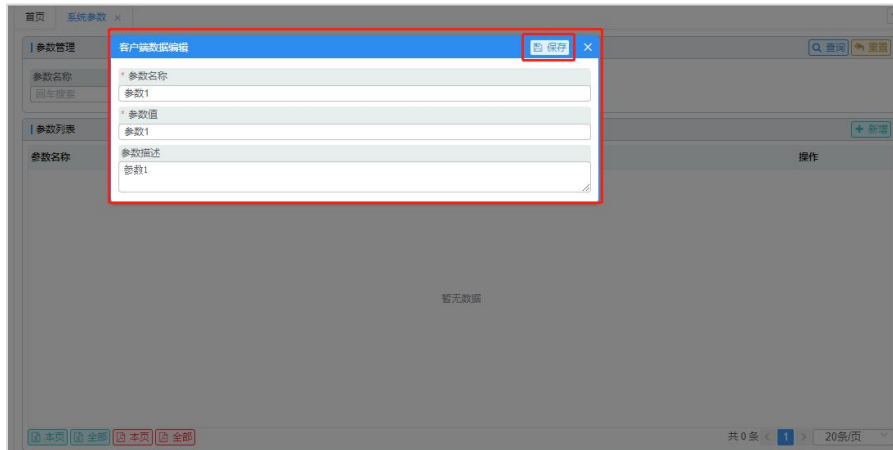 首页 系统参数 ×
参数管理
查询 重置
客户端数据编辑 保存 ×
* 参数名称
参数1
* 参数值
参数1
参数描述
参数1
参数名称
回车搜索
参数列表
+ 新增
参数名称 操作
暂无数据
本页 全部 本页 全部
共 0 条 < 1 > 20条/页